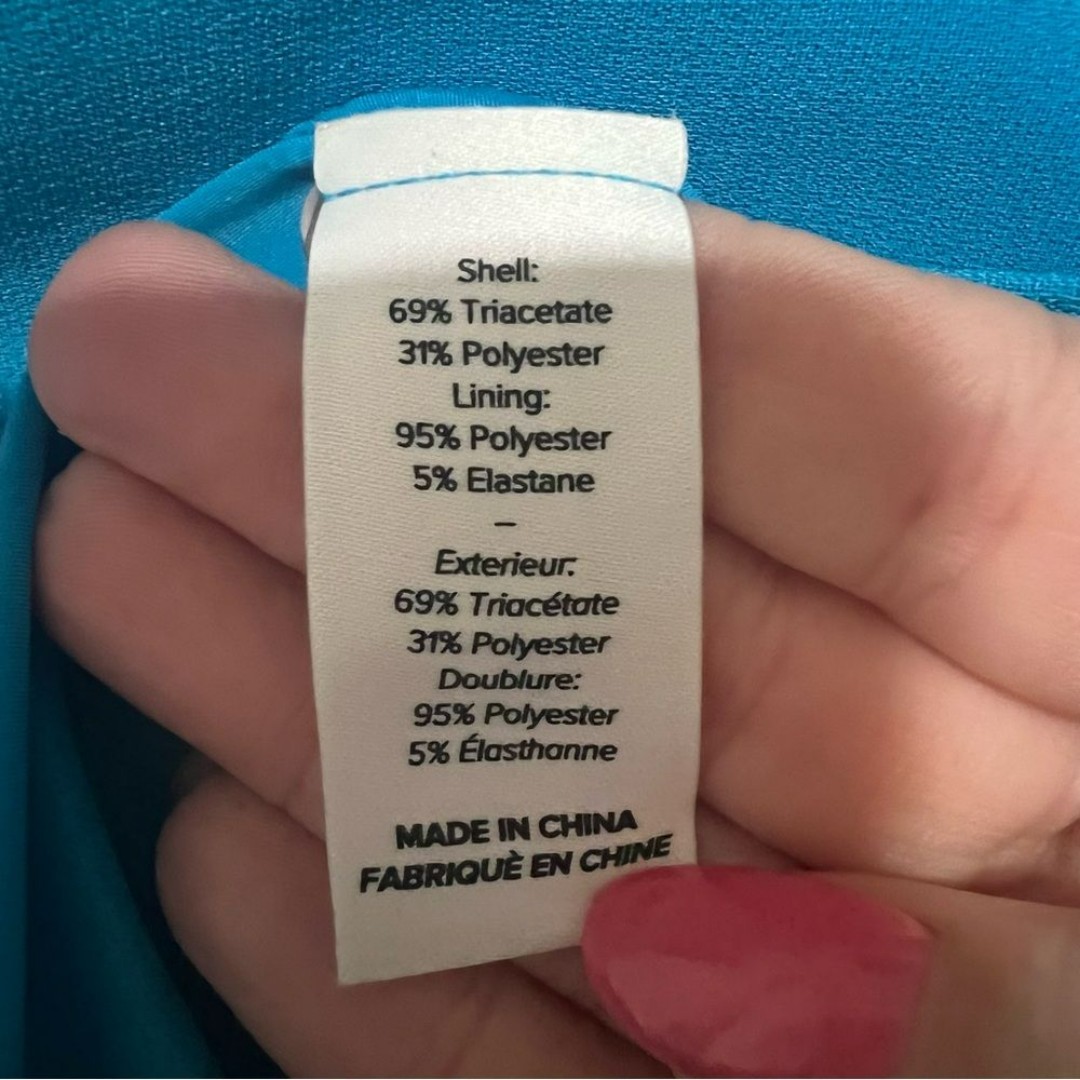 Shell:
69% Triacetate
31% Polyester
Lining:
95% Polyester
5% Elastane
–
Exterieur:
69% Triacétate
31% Polyester
Doublure:
95% Polyester
5% Élasthanne
MADE IN CHINA
FABRIQUÈ EN CHINE